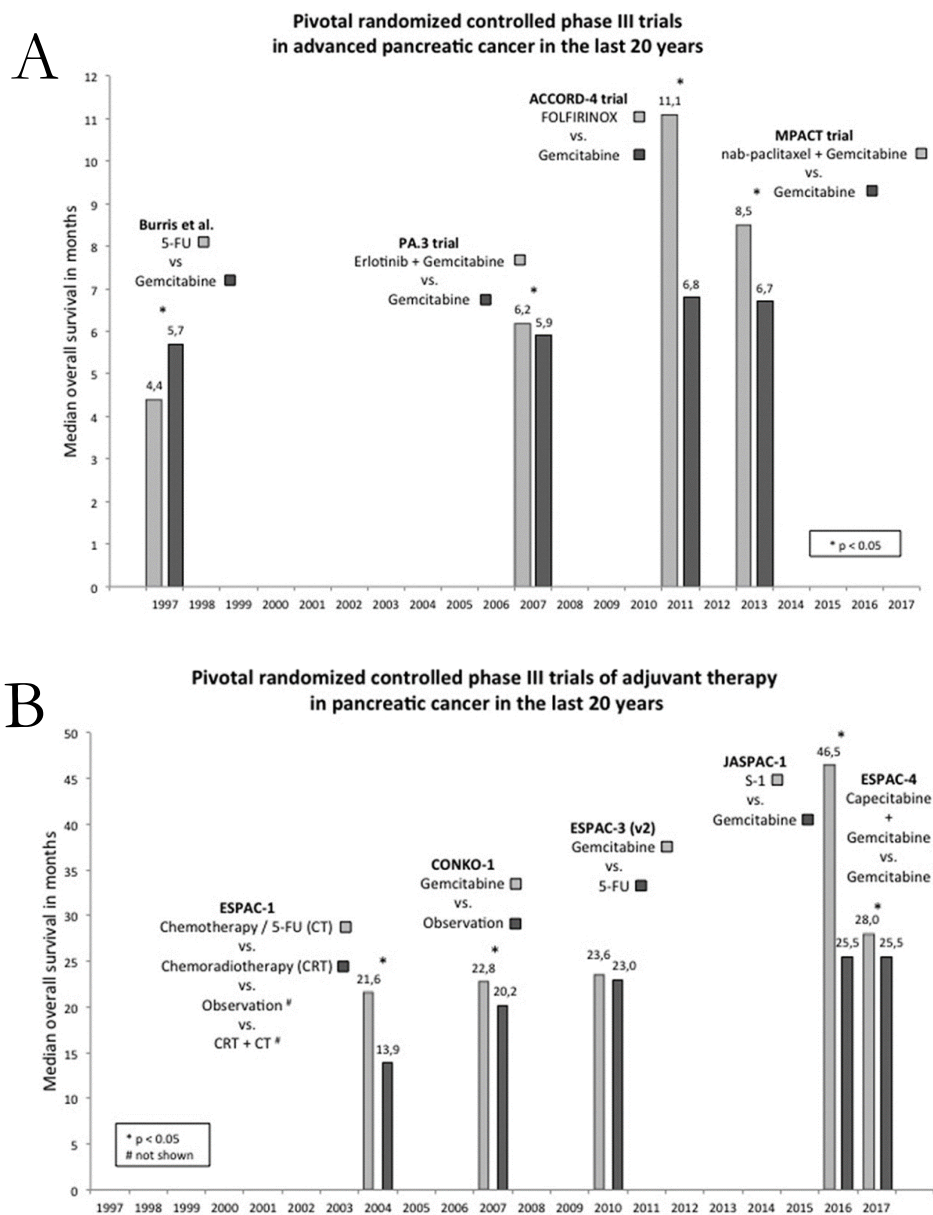 A
Pivotal randomized controlled phase III trials
in advanced pancreatic cancer in the last 20 years
Median overall survival in months
12
11
10
9
8
7
6
5
4
3
2
1
0
Burris et al.
5-FU
vs
Gemcitabine
*
4,4
5,7
PA.3 trial
Erlotinib + Gemcitabine
vs.
Gemcitabine
*
6,2
5,9
ACCORD-4 trial
FOLFIRINOX
vs.
Gemcitabine
*
11,1
6,8
MPACT trial
nab-paclitaxel + Gemcitabine
vs.
Gemcitabine
*
8,5
6,7
* p < 0.05
1997 1998 1999 2000 2001 2002 2003 2004 2005 2006 2007 2008 2009 2010 2011 2012 2013 2014 2015 2016 2017
B
Pivotal randomized controlled phase III trials of adjuvant therapy
in pancreatic cancer in the last 20 years
Median overall survival in months
50
45
40
35
30
25
20
15
10
5
0
ESPAC-1
Chemotherapy / 5-FU (CT)
vs.
Chemoradiotherapy (CRT)
vs.
Observation #
vs.
CRT + CT #
*
21,6
13,9
CONKO-1
Gemcitabine
vs.
Observation
*
22,8
20,2
ESPAC-3 (v2)
Gemcitabine
vs.
5-FU
23,6
23,0
JASPAC-1
S-1
vs.
Gemcitabine
*
46,5
25,5
ESPAC-4
Capecitabine
+
Gemcitabine
vs.
Gemcitabine
*
28,0
25,5
* p < 0.05
# not shown
1997 1998 1999 2000 2001 2002 2003 2004 2005 2006 2007 2008 2009 2010 2011 2012 2013 2014 2015 2016 2017